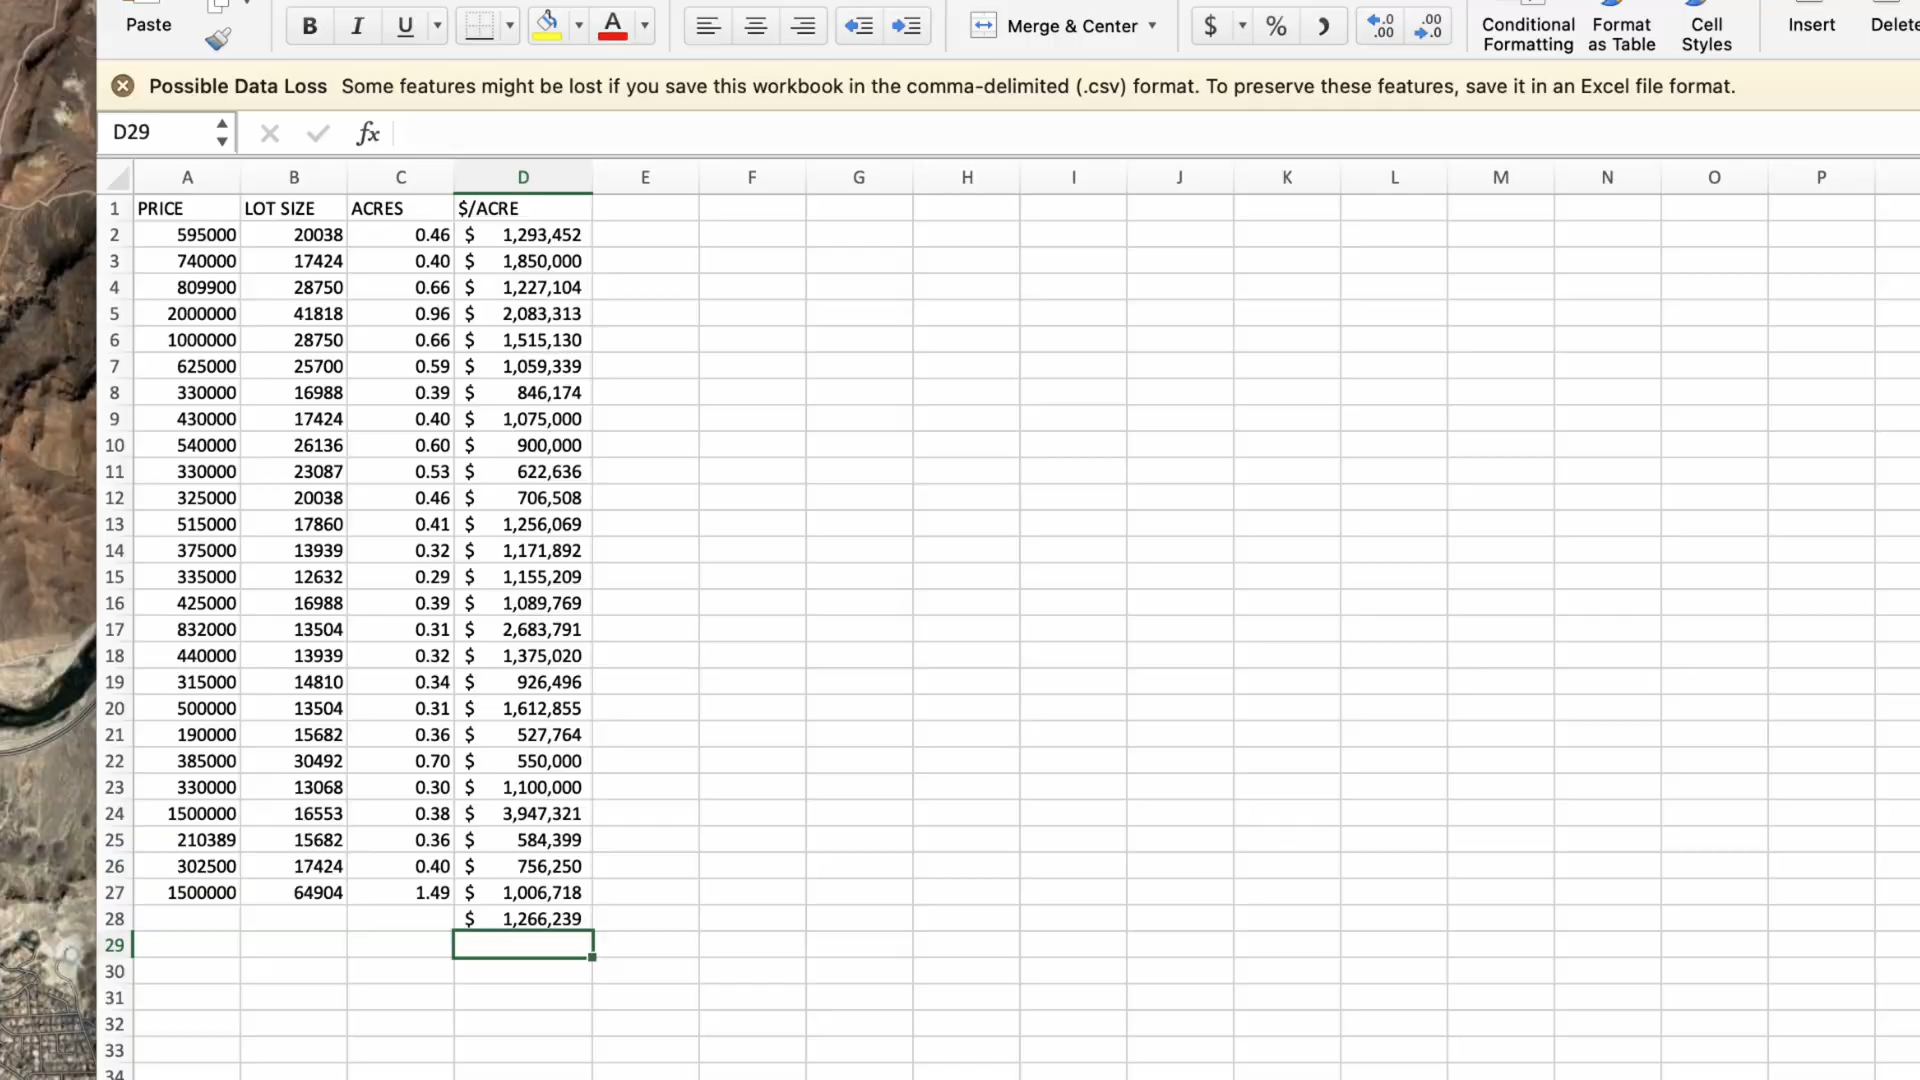 Paste B I U A Merge & Center $ % Conditional Formatting Format as Table Cell Styles Insert Delete
Possible Data Loss Some features might be lost if you save this workbook in the comma-delimited (.csv) format. To preserve these features, save it in an Excel file format.
D29 fx
A B C D E F G H I J K L M N O P
1 PRICE LOT SIZE ACRES $/ACRE
2 595000 20038 0.46 $ 1,293,452
3 740000 17424 0.40 $ 1,850,000
4 809900 28750 0.66 $ 1,227,104
5 2000000 41818 0.96 $ 2,083,313
6 1000000 28750 0.66 $ 1,515,130
7 625000 25700 0.59 $ 1,059,339
8 330000 16988 0.39 $ 846,174
9 430000 17424 0.40 $ 1,075,000
10 540000 26136 0.60 $ 900,000
11 330000 23087 0.53 $ 622,636
12 325000 20038 0.46 $ 706,508
13 515000 17860 0.41 $ 1,256,069
14 375000 13939 0.32 $ 1,171,892
15 335000 12632 0.29 $ 1,155,209
16 425000 16988 0.39 $ 1,089,769
17 832000 13504 0.31 $ 2,683,791
18 440000 13939 0.32 $ 1,375,020
19 315000 14810 0.34 $ 926,496
20 500000 13504 0.31 $ 1,612,855
21 190000 15682 0.36 $ 527,764
22 385000 30492 0.70 $ 550,000
23 330000 13068 0.30 $ 1,100,000
24 1500000 16553 0.38 $ 3,947,321
25 210389 15682 0.36 $ 584,399
26 302500 17424 0.40 $ 756,250
27 1500000 64904 1.49 $ 1,006,718
28 $ 1,266,239
29
30
31
32
33
34